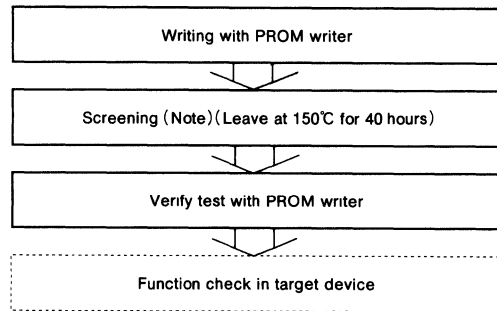 Writing with PROM writer
Screening (Note) (Leave at 150℃ for 40 hours)
Verify test with PROM writer
Function check in target device